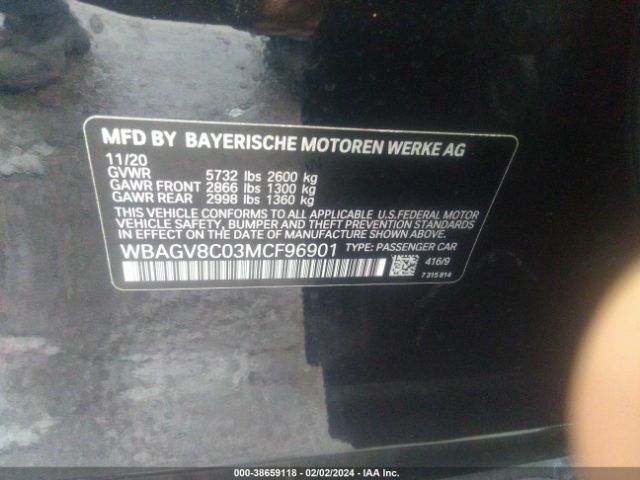 MFD BY BAYERISCHE MOTOREN WERKE AG
11/20
GVWR 5732 lbs 2600 kg
GAWR FRONT 2866 lbs 1300 kg
GAWR REAR 2998 lbs 1360 kg
THIS VEHICLE CONFORMS TO ALL APPLICABLE U.S.FEDERAL MOTOR
VEHICLE SAFETY, BUMPER AND THEFT PREVENTION STANDARDS
IN EFFECT ON THE DATE OF MANUFACTURE SHOWN ABOVE.
WBAGV8C03MCF96901 TYPE: PASSENGER CAR
416/9
7 315 814
000-38659118 - 02/02/2024 - IAA Inc.